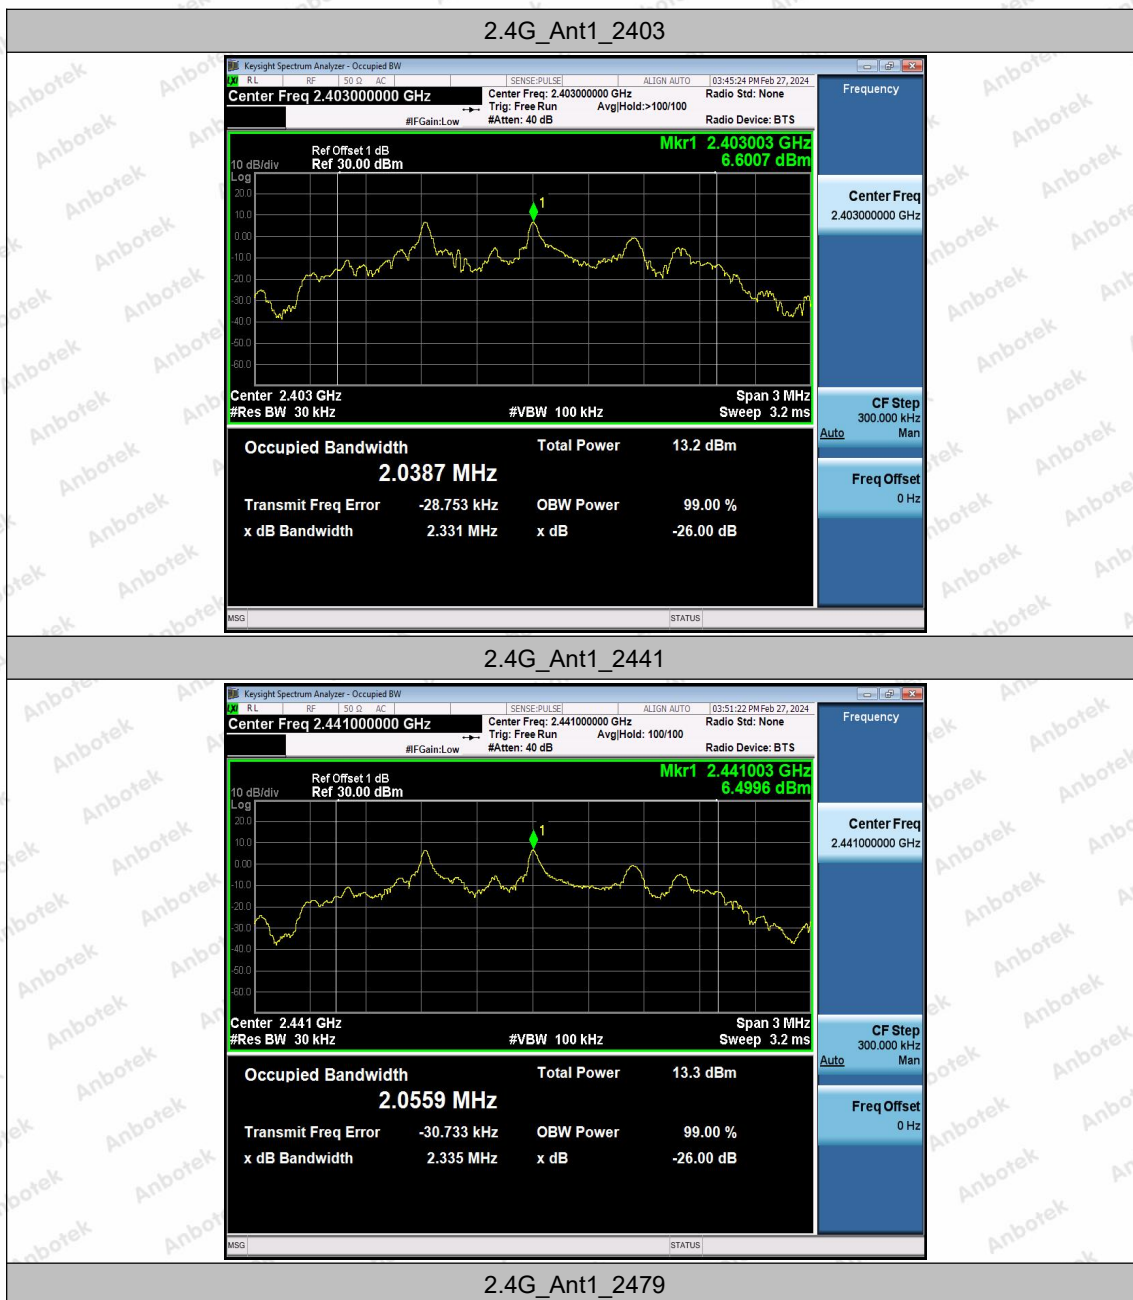 2.4G_Ant1_2403
Keysight Spectrum Analyzer - Occupied BW
RL RF 50 Ω AC SENSE:PULSE ALIGN AUTO 03:45:24 PM Feb 27, 2024
Center Freq 2.403000000 GHz
Center Freq: 2.403000000 GHz Radio Std: None
Trig: Free Run Avg|Hold:>100/100
#IFGain:Low #Atten: 40 dB Radio Device: BTS
Frequency
Mkr1 2.403003 GHz
6.6007 dBm
Ref Offset 1 dB
10 dB/div Ref 30.00 dBm
Log
20.0
10.0
0.00
-10.0
-20.0
-30.0
-40.0
-50.0
-60.0
1
Center 2.403 GHz Span 3 MHz
#Res BW 30 kHz #VBW 100 kHz Sweep 3.2 ms
Center Freq
2.403000000 GHz
CF Step
300.000 kHz
Auto Man
Freq Offset
0 Hz
Occupied Bandwidth Total Power 13.2 dBm
2.0387 MHz
Transmit Freq Error -28.753 kHz OBW Power 99.00 %
x dB Bandwidth 2.331 MHz x dB -26.00 dB
MSG STATUS
2.4G_Ant1_2441
Keysight Spectrum Analyzer - Occupied BW
RL RF 50 Ω AC SENSE:PULSE ALIGN AUTO 03:51:22 PM Feb 27, 2024
Center Freq 2.441000000 GHz
Center Freq: 2.441000000 GHz Radio Std: None
Trig: Free Run Avg|Hold: 100/100
#IFGain:Low #Atten: 40 dB Radio Device: BTS
Frequency
Mkr1 2.441003 GHz
6.4996 dBm
Ref Offset 1 dB
10 dB/div Ref 30.00 dBm
Log
20.0
10.0
0.00
-10.0
-20.0
-30.0
-40.0
-50.0
-60.0
1
Center 2.441 GHz Span 3 MHz
#Res BW 30 kHz #VBW 100 kHz Sweep 3.2 ms
Center Freq
2.441000000 GHz
CF Step
300.000 kHz
Auto Man
Freq Offset
0 Hz
Occupied Bandwidth Total Power 13.3 dBm
2.0559 MHz
Transmit Freq Error -30.733 kHz OBW Power 99.00 %
x dB Bandwidth 2.335 MHz x dB -26.00 dB
MSG STATUS
2.4G_Ant1_2479